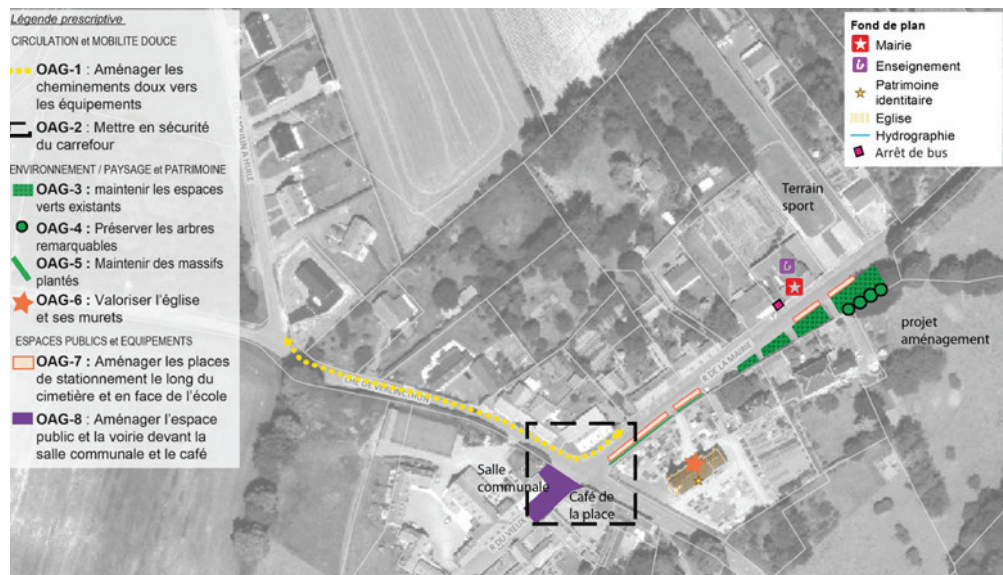 Légende prescriptive
CIRCULATION et MOBILITE DOUCE
OAG-1 : Aménager les
cheminements doux vers
les équipements
OAG-2 : Mettre en sécurité
du carrefour
ENVIRONNEMENT / PAYSAGE et PATRIMOINE
OAG-3 : maintenir les espaces
verts existants
OAG-4 : Préserver les arbres
remarquables
OAG-5 : Maintenir des massifs
plantés
OAG-6 : Valoriser l'église
et ses murets
ESPACES PUBLICS et EQUIPEMENTS
OAG-7 : Aménager les places
de stationnement le long du
cimetière et en face de l'école
OAG-8 : Aménager l'espace
public et la voirie devant la
salle communale et le café
Fond de plan
Mairie
Enseignement
Patrimoine
identitaire
Eglise
Hydrographie
Arrêt de bus
Terrain
sport
projet
aménagement
R DE LA MAIRIE
Salle
communale
Café de
la place
R DU VIEUX